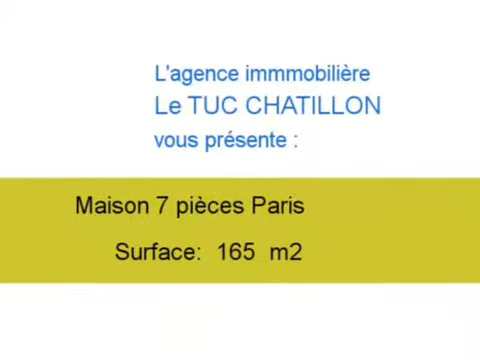 L'agence immmobilière
Le TUC CHATILLON
vous présente :
Maison 7 pièces Paris
Surface: 165 m2